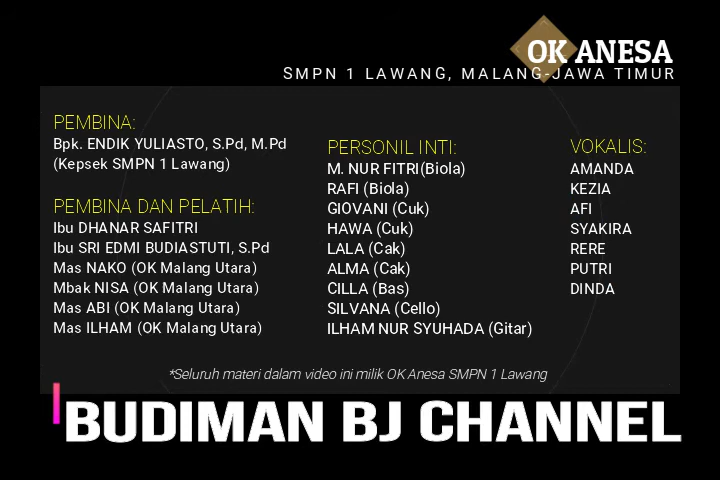 OK ANESA
SMPN 1 LAWANG, MALANG-JAWA TIMUR
PEMBINA:
Bpk. ENDIK YULIASTO, S.Pd, M.Pd
(Kepsek SMPN 1 Lawang)
PEMBINA DAN PELATIH:
Ibu DHANAR SAFITRI
Ibu SRI EDMI BUDIASTUTI, S.Pd
Mas NAKO (OK Malang Utara)
Mbak NISA (OK Malang Utara)
Mas ABI (OK Malang Utara)
Mas ILHAM (OK Malang Utara)
PERSONIL INTI:
M. NUR FITRI(Biola)
RAFI (Biola)
GIOVANI (Cuk)
HAWA (Cuk)
LALA (Cak)
ALMA (Cak)
CILLA (Bas)
SILVANA (Cello)
ILHAM NUR SYUHADA (Gitar)
VOKALIS:
AMANDA
KEZIA
AFI
SYAKIRA
RERE
PUTRI
DINDA
*Seluruh materi dalam video ini milik OK Anesa SMPN 1 Lawang
BUDIMAN BJ CHANNEL